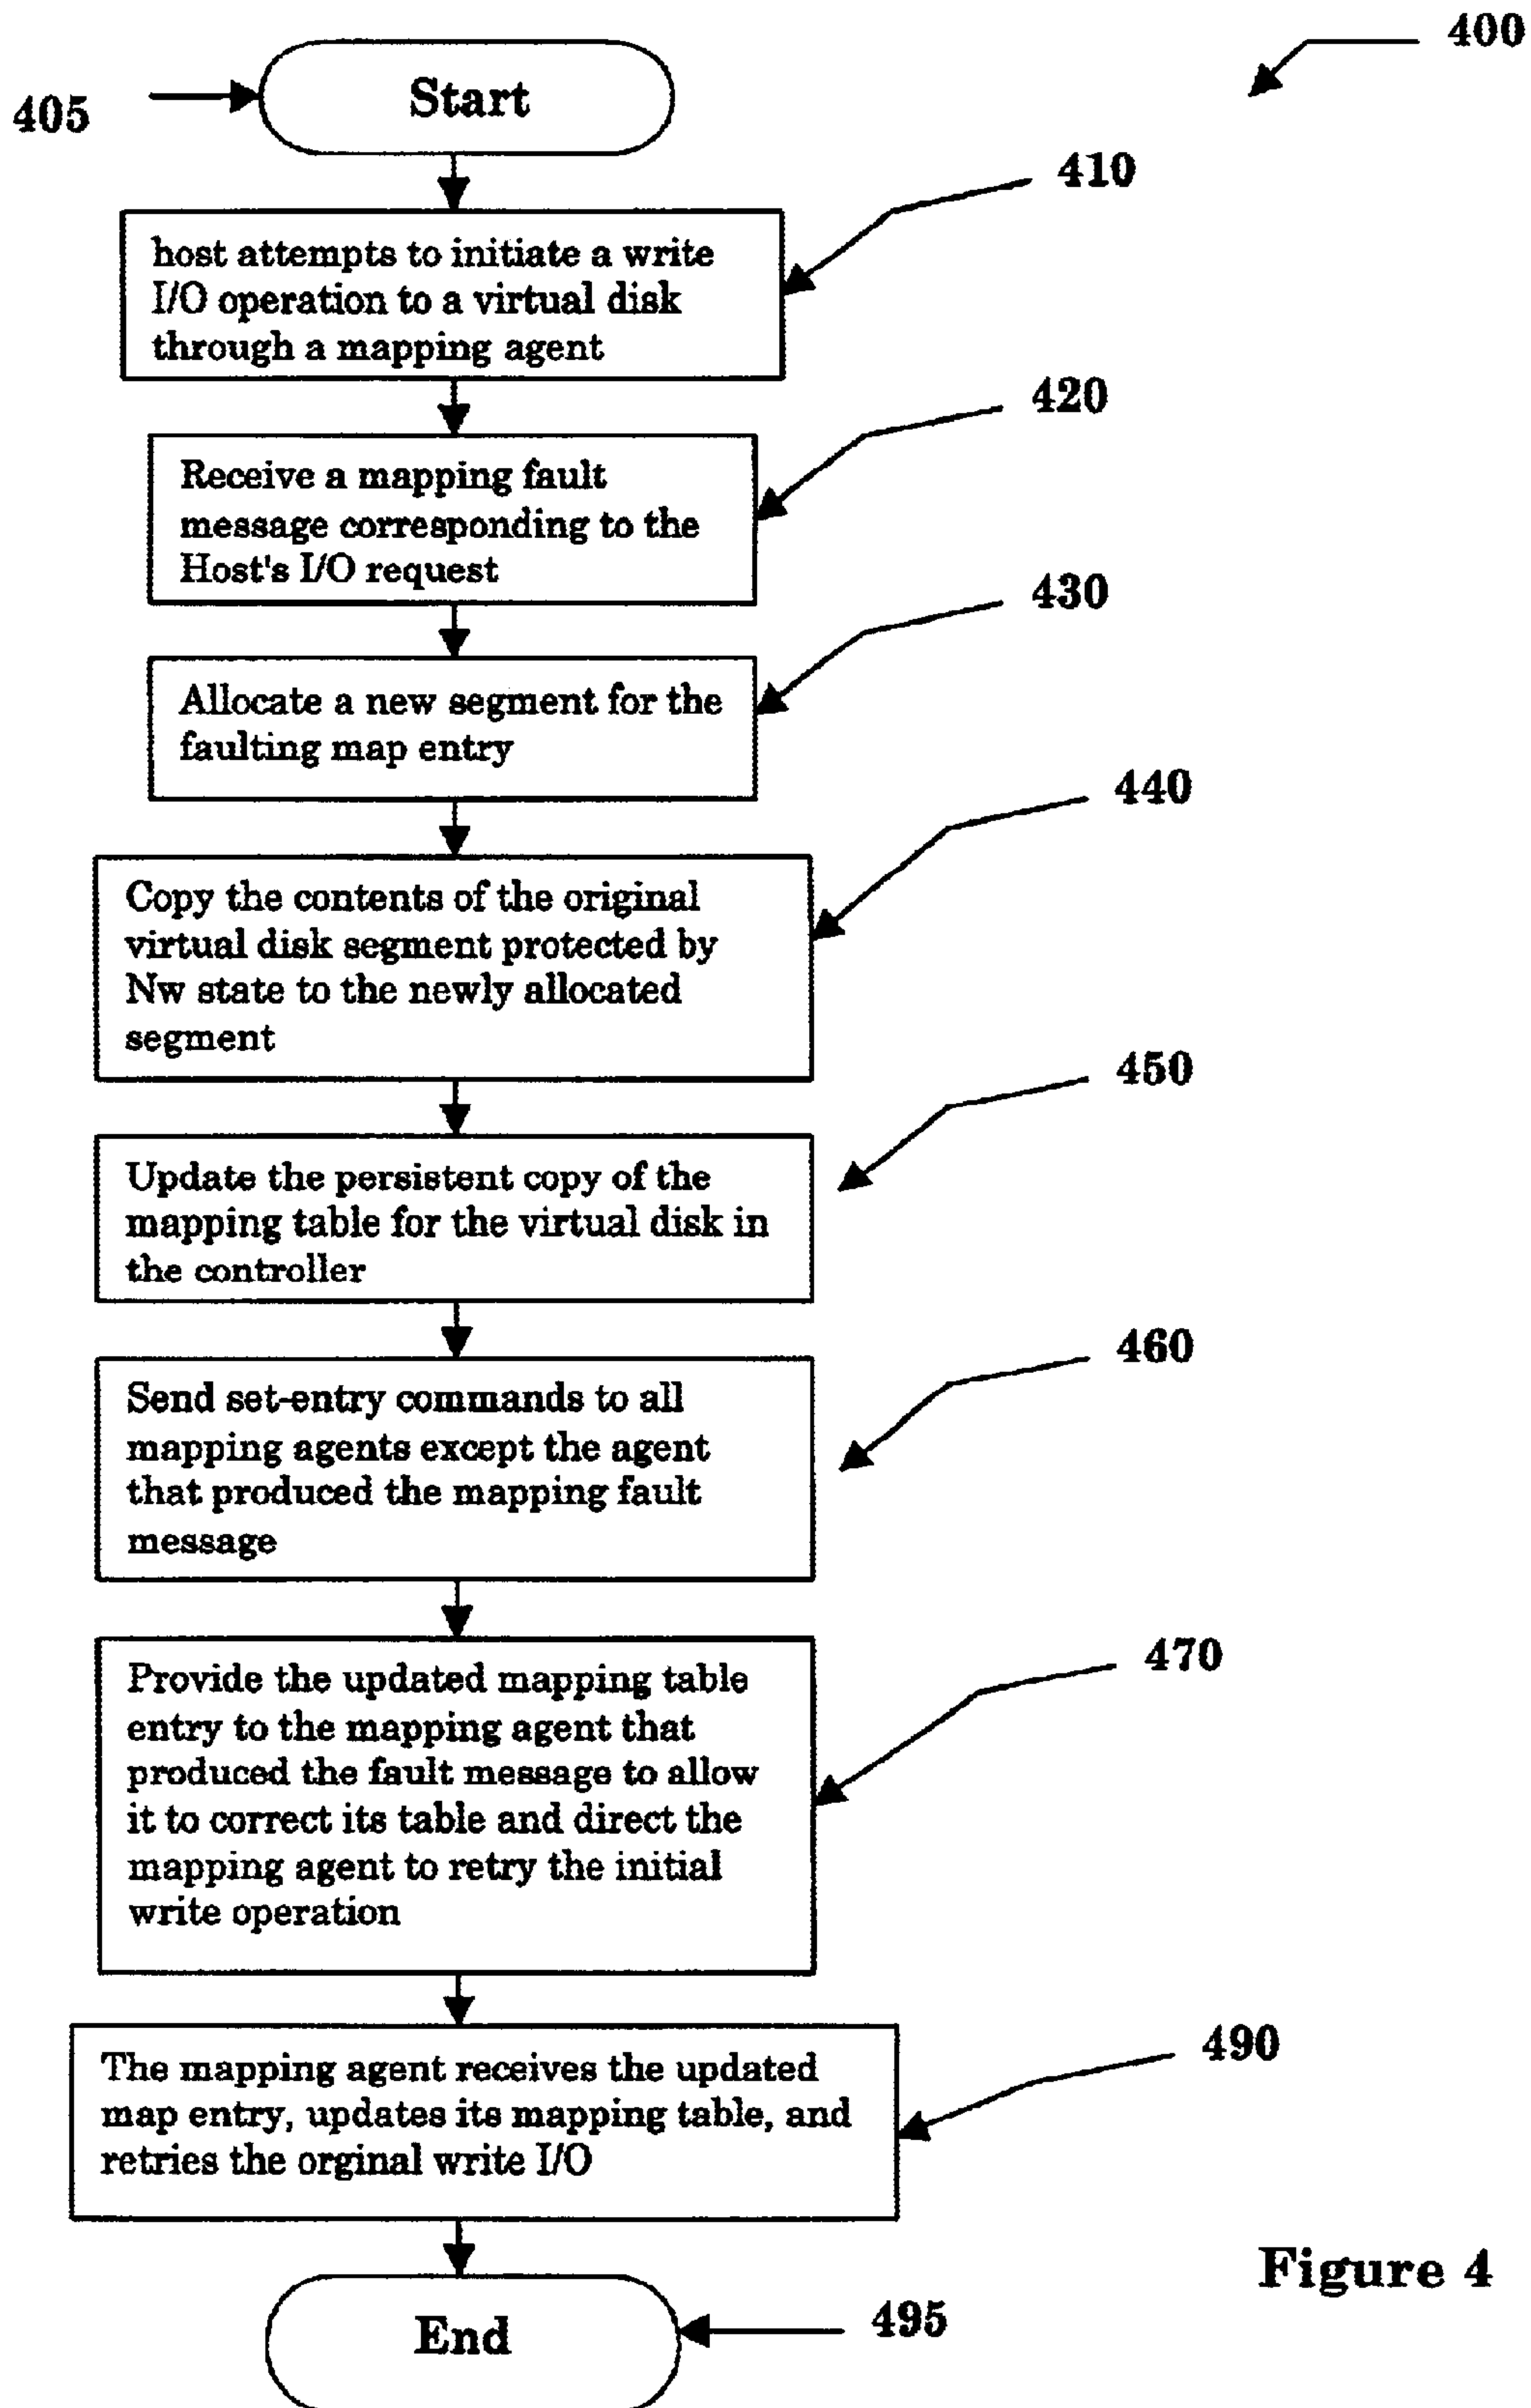 400
405
Start
410
host attempts to initiate a write
I/O operation to a virtual disk
through a mapping agent
420
Receive a mapping fault
message corresponding to the
Host's I/O request
430
Allocate a new segment for the
faulting map entry
440
Copy the contents of the original
virtual disk segment protected by
Nw state to the newly allocated
segment
450
Update the persistent copy of the
mapping table for the virtual disk in
the controller
460
Send set-entry commands to all
mapping agents except the agent
that produced the mapping fault
message
470
Provide the updated mapping table
entry to the mapping agent that
produced the fault message to allow
it to correct its table and direct the
mapping agent to retry the initial
write operation
490
The mapping agent receives the updated
map entry, updates its mapping table, and
retries the orginal write I/O
Figure 4
End
495